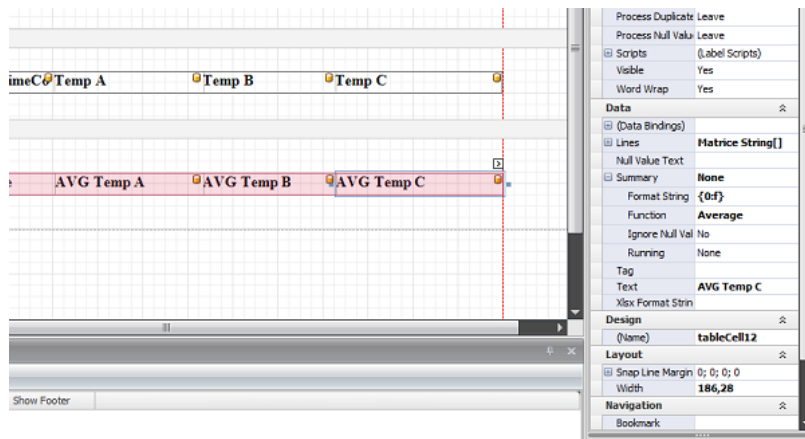 Process Duplicate Leave
Process Null Valu Leave
Scripts (Label Scripts)
Visible Yes
Word Wrap Yes
Data
(Data Bindings)
Lines Matrice String[]
Null Value Text
Summary None
Format String {0:f}
Function Average
Ignore Null Val No
Running None
Tag
Text AVG Temp C
Xlsx Format Strin
Design
(Name) tableCell12
Layout
Snap Line Margin 0; 0; 0; 0
Width 186,28
Navigation
Bookmark
imeCo Temp A Temp B Temp C
AVG Temp A AVG Temp B AVG Temp C
Show Footer